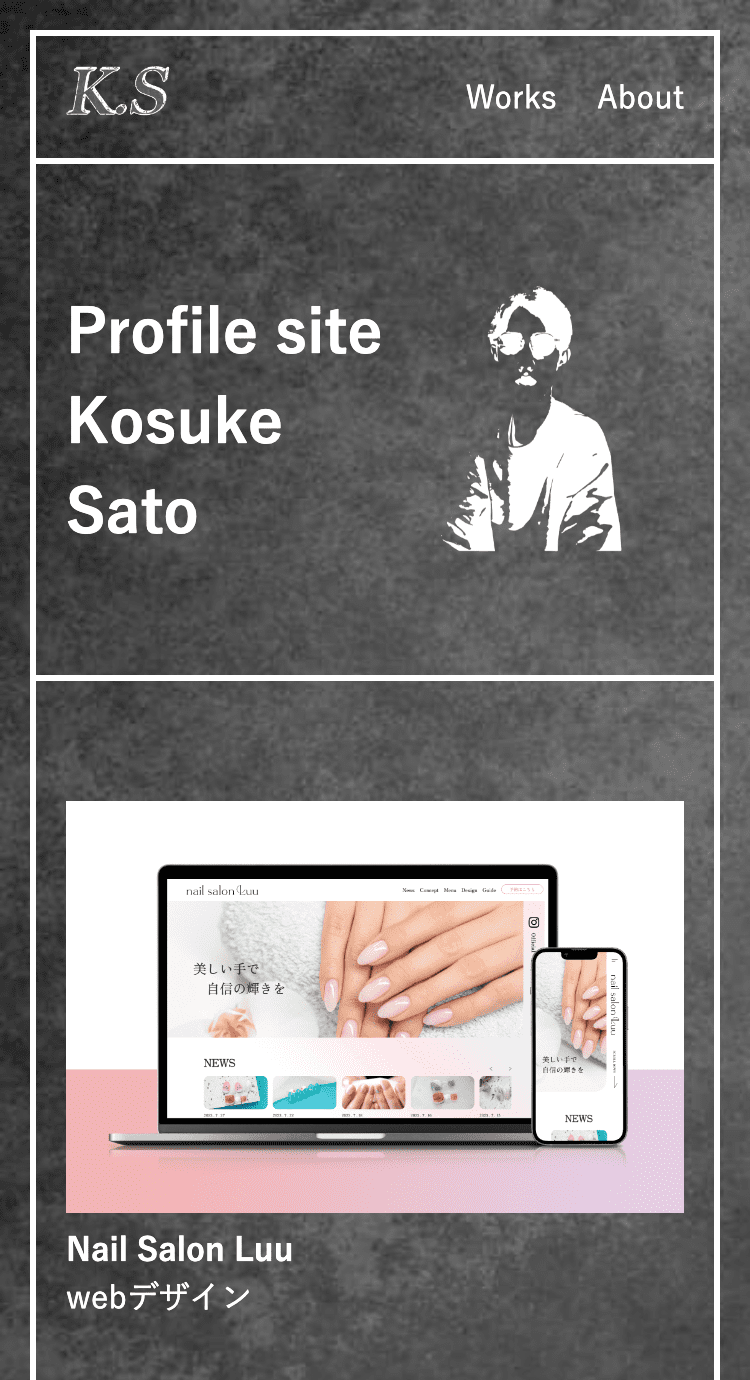 K.S
Works About
Profile site
Kosuke
Sato
nail salon Luu
News Concept Menu Design Guide
美しい手で
自信の輝きを
NEWS
nail salon Luu
美しい手で
自信の輝きを
NEWS
Nail Salon Luu
webデザイン